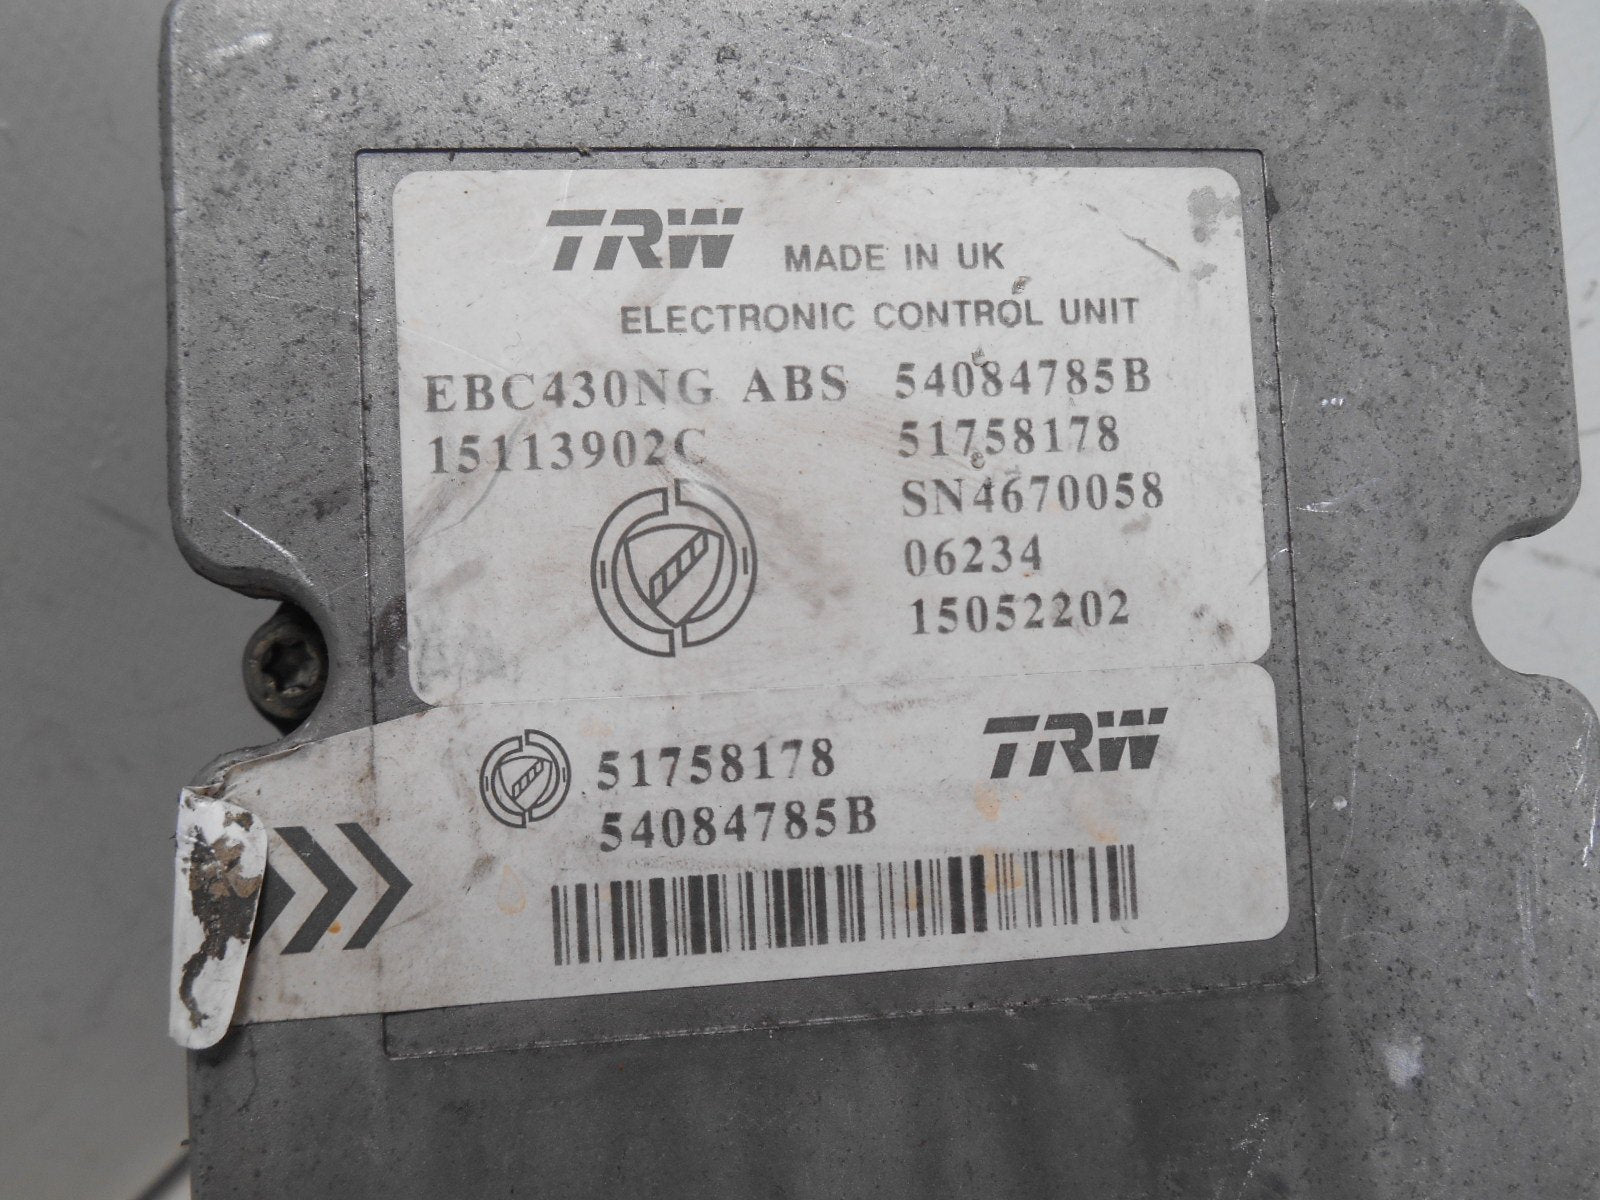 TRW MADE IN UK
ELECTRONIC CONTROL UNIT
EBC430NG ABS 54084785B
15113902C 51758178
SN4670058
06234
15052202
51758178 TRW
54084785B